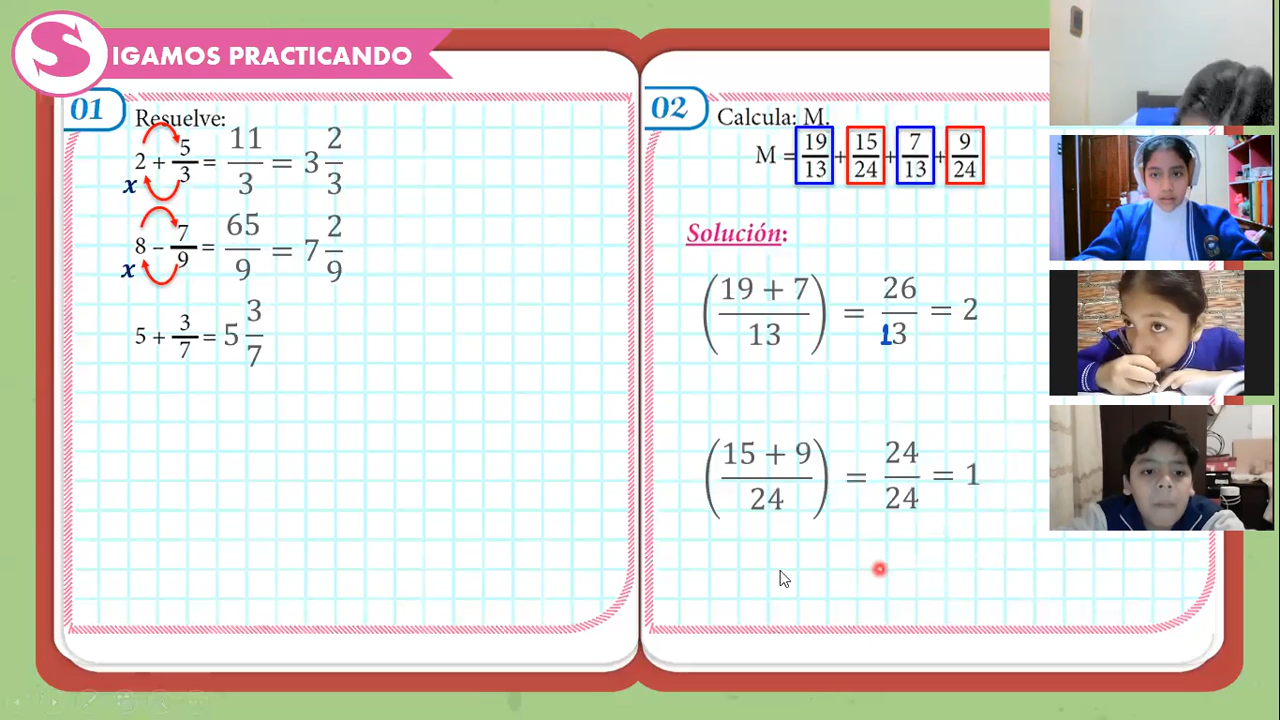 SIGAMOS PRACTICANDO
01
Resuelve:
2 + 5/3 = 11/3 = 3 2/3
x
8 − 7/9 = 65/9 = 7 2/9
x
5 + 3/7 = 5 3/7
02
Calcula: M.
M = 19/13 + 15/24 + 7/13 + 9/24
Solución:
((19 + 7)/13) = 26/13 = 2
((15 + 9)/24) = 24/24 = 1